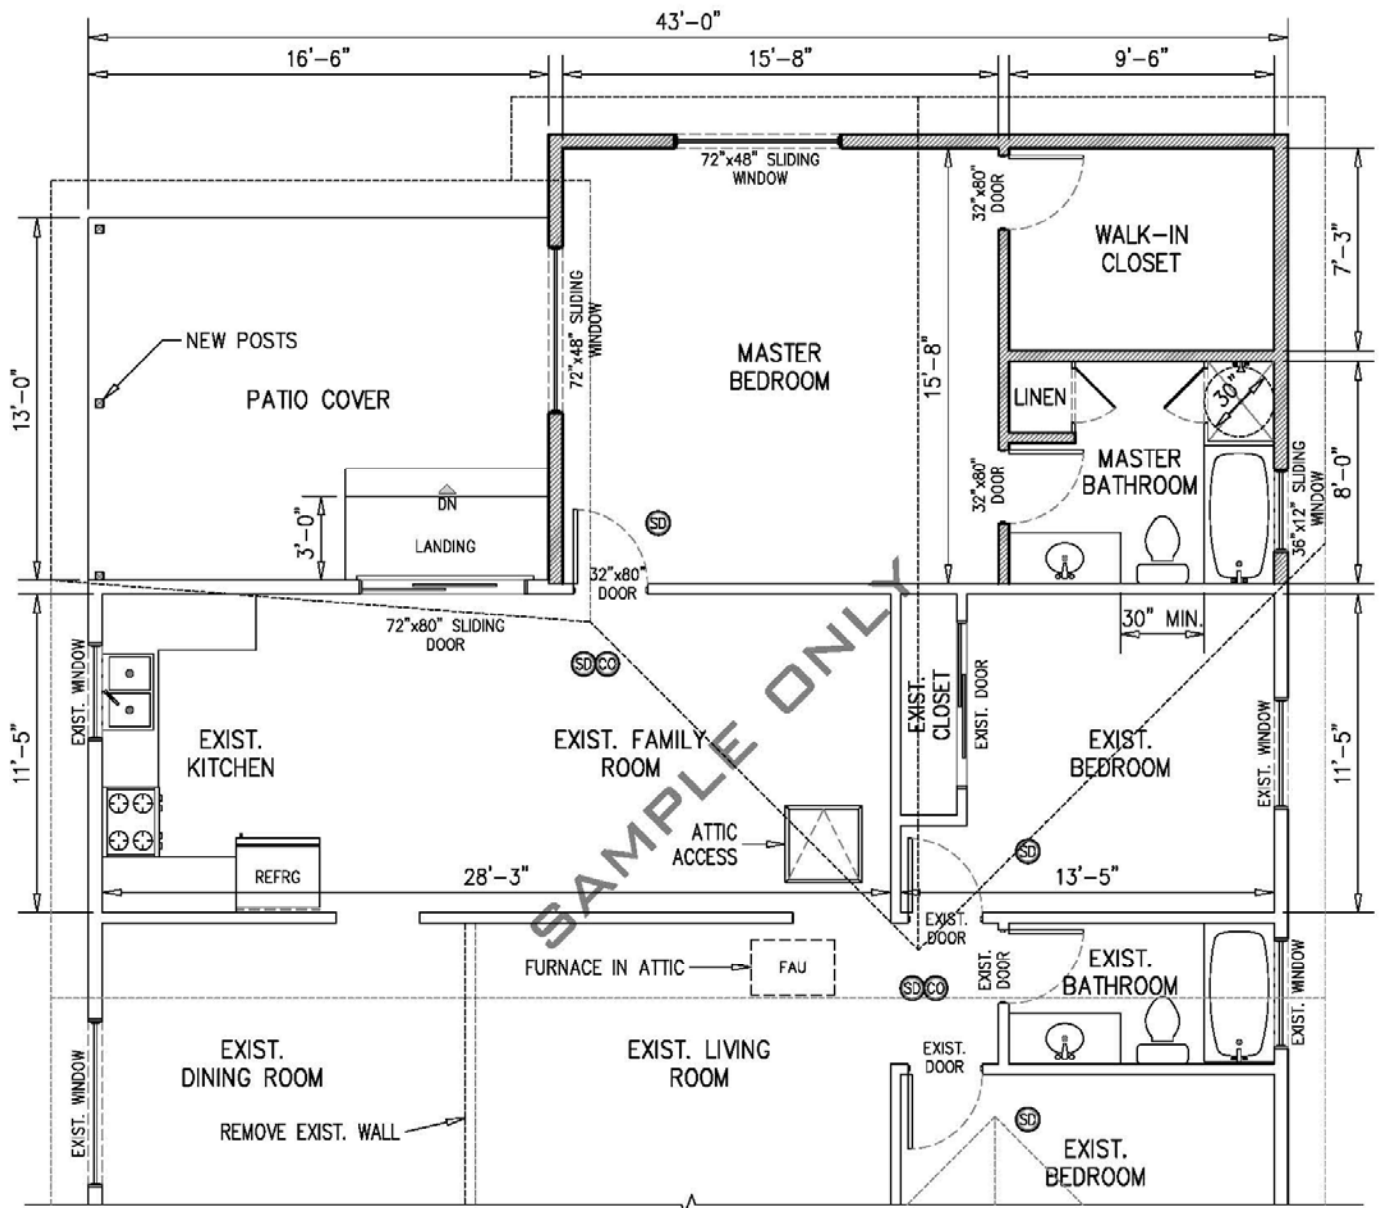 43'-0"
16'-6"
15'-8"
9'-6"
72"x48" SLIDING
WINDOW
32"x80"
DOOR
WALK-IN
CLOSET
7'-3"
72"x48" SLIDING
WINDOW
NEW POSTS
PATIO COVER
13'-0"
MASTER
BEDROOM
15'-8"
LINEN
30"
MASTER
BATHROOM
32"x80"
DOOR
36"x12" SLIDING
WINDOW
8'-0"
DN
3'-0"
LANDING
SD
32"x80"
DOOR
72"x80" SLIDING
DOOR
30" MIN.
SD CO
EXIST. WINDOW
11'-5"
EXIST.
KITCHEN
EXIST. FAMILY
ROOM
EXIST.
CLOSET
EXIST. DOOR
EXIST.
BEDROOM
EXIST. WINDOW
11'-5"
SAMPLE ONLY
ATTIC
ACCESS
SD
REFRG
28'-3"
13'-5"
EXIST.
DOOR
FURNACE IN ATTIC
FAU
SD CO
EXIST.
DOOR
EXIST.
BATHROOM
EXIST. WINDOW
EXIST.
DINING ROOM
EXIST. LIVING
ROOM
EXIST.
DOOR
EXIST. WINDOW
REMOVE EXIST. WALL
SD
EXIST.
BEDROOM